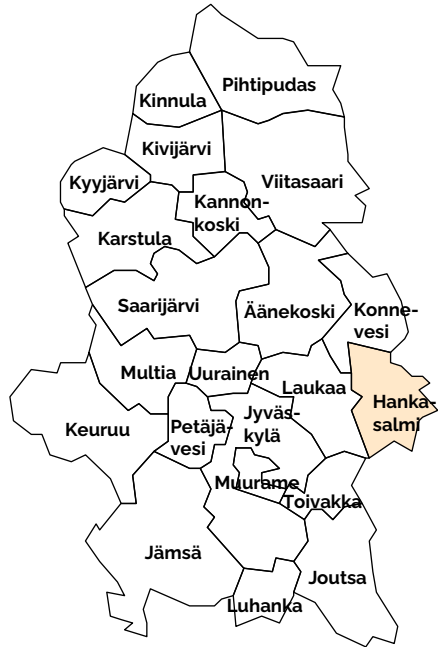 Pihtipudas
Kinnula
Kivijärvi
Kyyjärvi
Viitasaari
Kannon-
koski
Karstula
Saarijärvi
Äänekoski
Konne-
vesi
Multia
Uurainen
Laukaa
Hanka-
salmi
Keuruu
Petäjä-
vesi
Jyväs-
kylä
Muurame
Toivakka
Jämsä
Joutsa
Luhanka